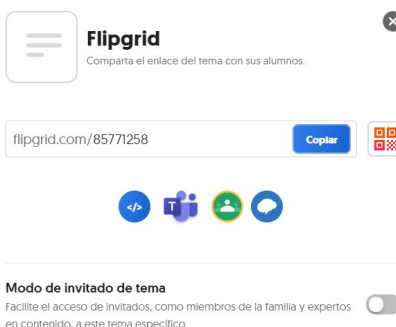 Flipgrid
Comparta el enlace del tema con sus alumnos.
flipgrid.com/85771258
Copiar
</>
T
Modo de invitado de tema
Facilite el acceso de invitados, como miembros de la familia y expertos
en contenido, a este tema específico